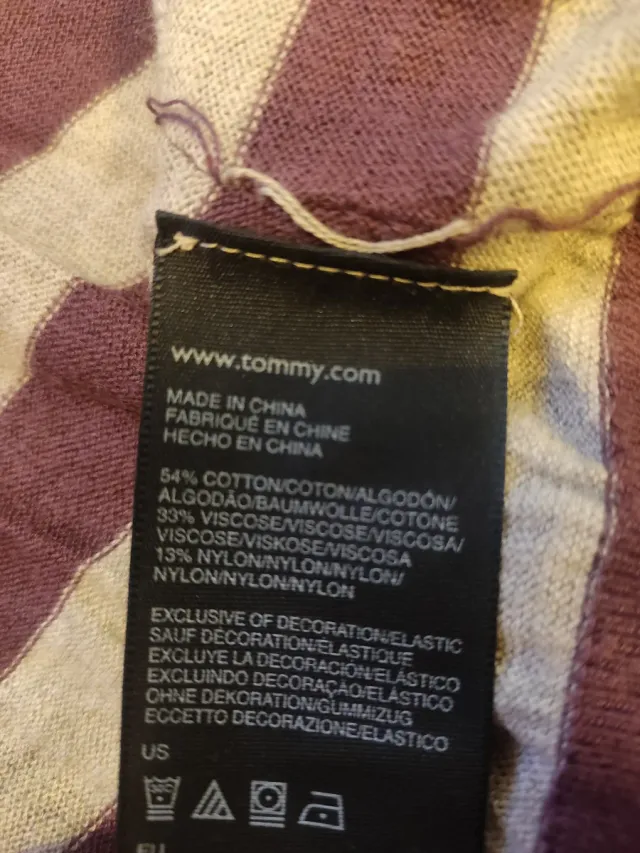 www.tommy.com
MADE IN CHINA
FABRIQUÉ EN CHINE
HECHO EN CHINA
54% COTTON/COTON/ALGODÓN/
ALGODÃO/BAUMWOLLE/COTONE
33% VISCOSE/VISCOSE/VISCOSA/
VISCOSE/VISKOSE/VISCOSA
13% NYLON/NYLON/NYLON/
NYLON/NYLON/NYLON
EXCLUSIVE OF DECORATION/ELASTIC
SAUF DÉCORATION/ÉLASTIQUE
EXCLUYE LA DECORACIÓN/ELÁSTICO
EXCLUINDO DECORAÇÃO/ELÁSTICO
OHNE DEKORATION/GUMMIZUG
ECCETTO DECORAZIONE/ELASTICO
US
EU